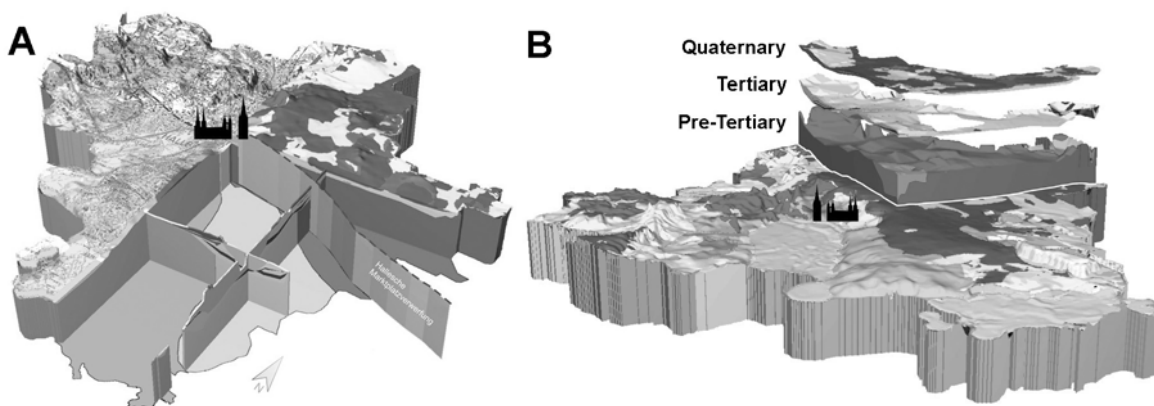 A
B
Quaternary
Tertiary
Pre-Tertiary
Hallesche
Marktplatzverwerfung
N